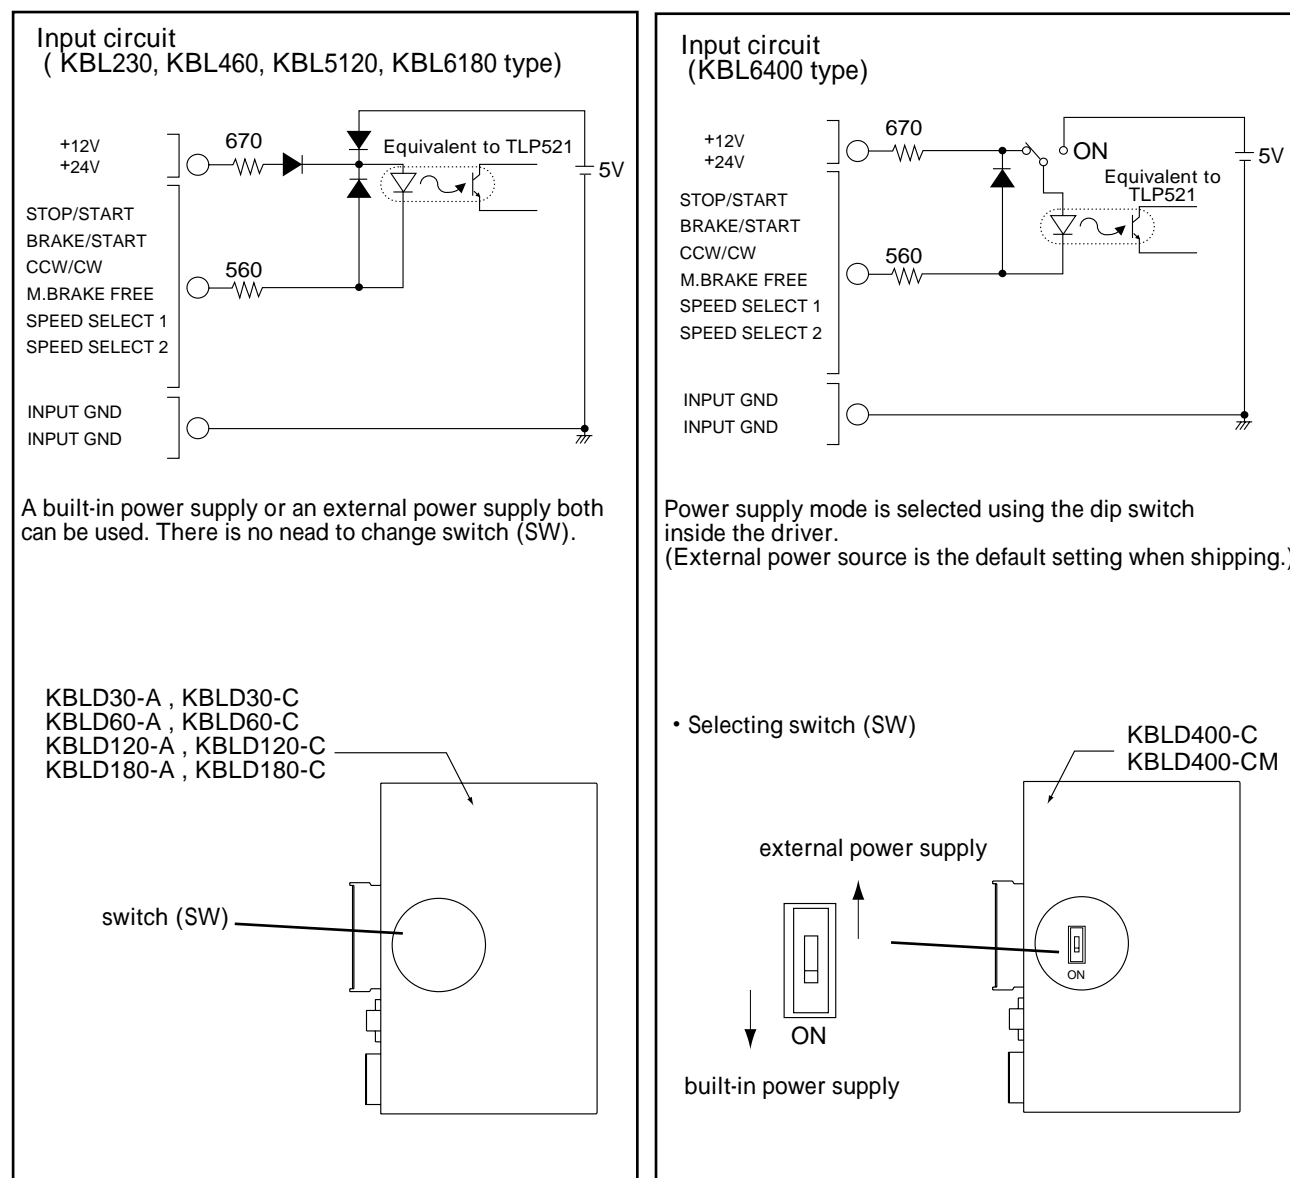 Input circuit
( KBL230, KBL460, KBL5120, KBL6180 type)
670
+12V
+24V
Equivalent to TLP521
5V
STOP/START
BRAKE/START
CCW/CW
M.BRAKE FREE
SPEED SELECT 1
SPEED SELECT 2
560
INPUT GND
INPUT GND
A built-in power supply or an external power supply both
can be used. There is no nead to change switch (SW).
KBLD30-A , KBLD30-C
KBLD60-A , KBLD60-C
KBLD120-A , KBLD120-C
KBLD180-A , KBLD180-C
switch (SW)
Input circuit
(KBL6400 type)
670
+12V
+24V
ON
5V
Equivalent to
TLP521
STOP/START
BRAKE/START
CCW/CW
M.BRAKE FREE
SPEED SELECT 1
SPEED SELECT 2
560
INPUT GND
INPUT GND
Power supply mode is selected using the dip switch
inside the driver.
(External power source is the default setting when shipping.)
• Selecting switch (SW)
KBLD400-C
KBLD400-CM
external power supply
ON
ON
built-in power supply